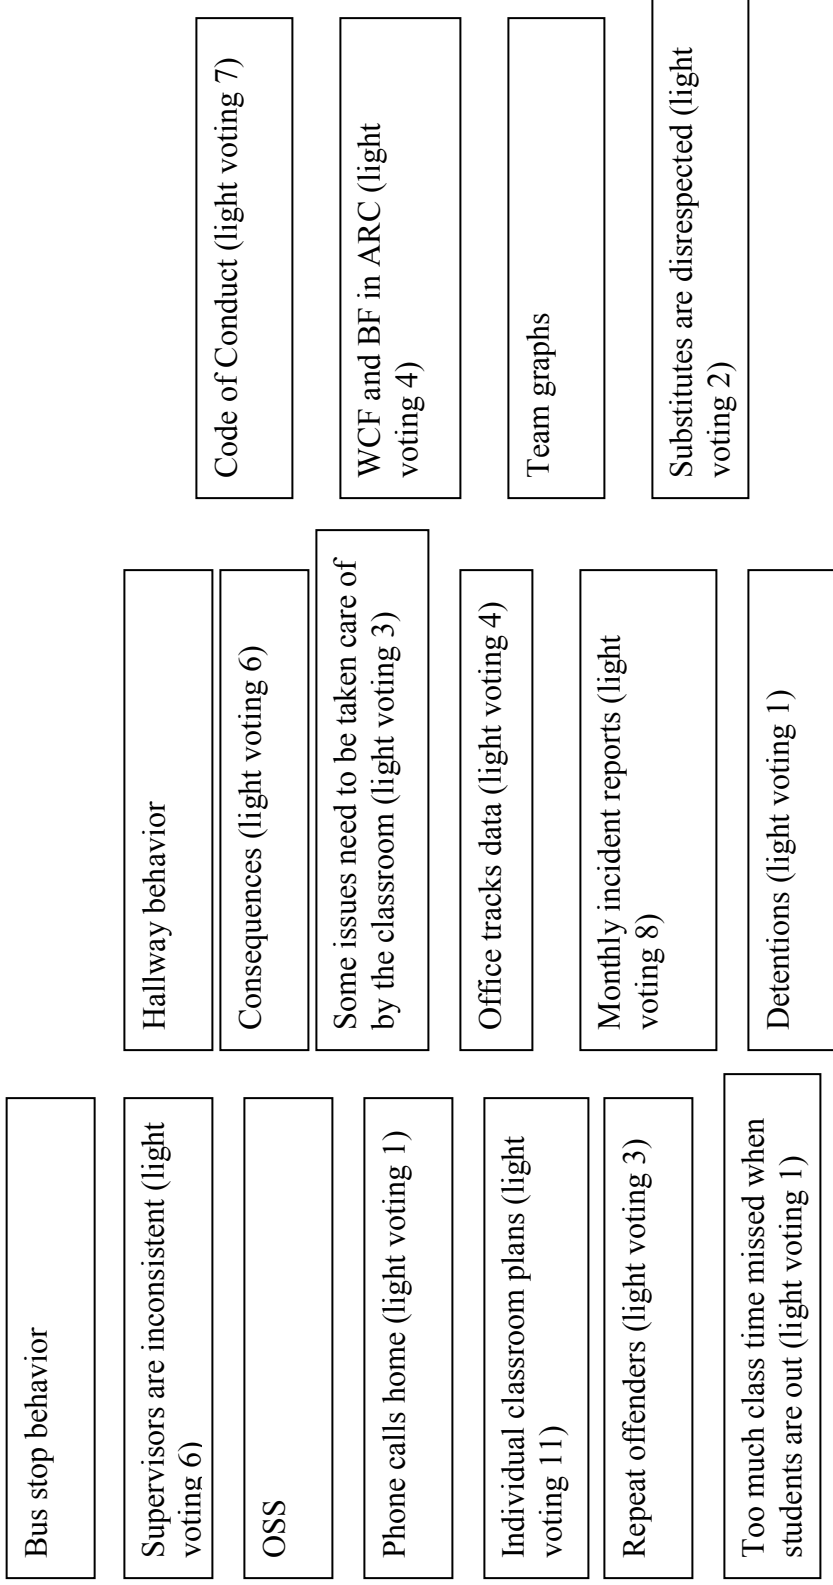 Bus stop behavior
Supervisors are inconsistent (light
voting 6)
OSS
Phone calls home (light voting 1)
Individual classroom plans (light
voting 11)
Repeat offenders (light voting 3)
Too much class time missed when
students are out (light voting 1)
Hallway behavior
Consequences (light voting 6)
Some issues need to be taken care of
by the classroom (light voting 3)
Office tracks data (light voting 4)
Monthly incident reports (light
voting 8)
Detentions (light voting 1)
Code of Conduct (light voting 7)
WCF and BF in ARC (light
voting 4)
Team graphs
Substitutes are disrespected (light
voting 2)